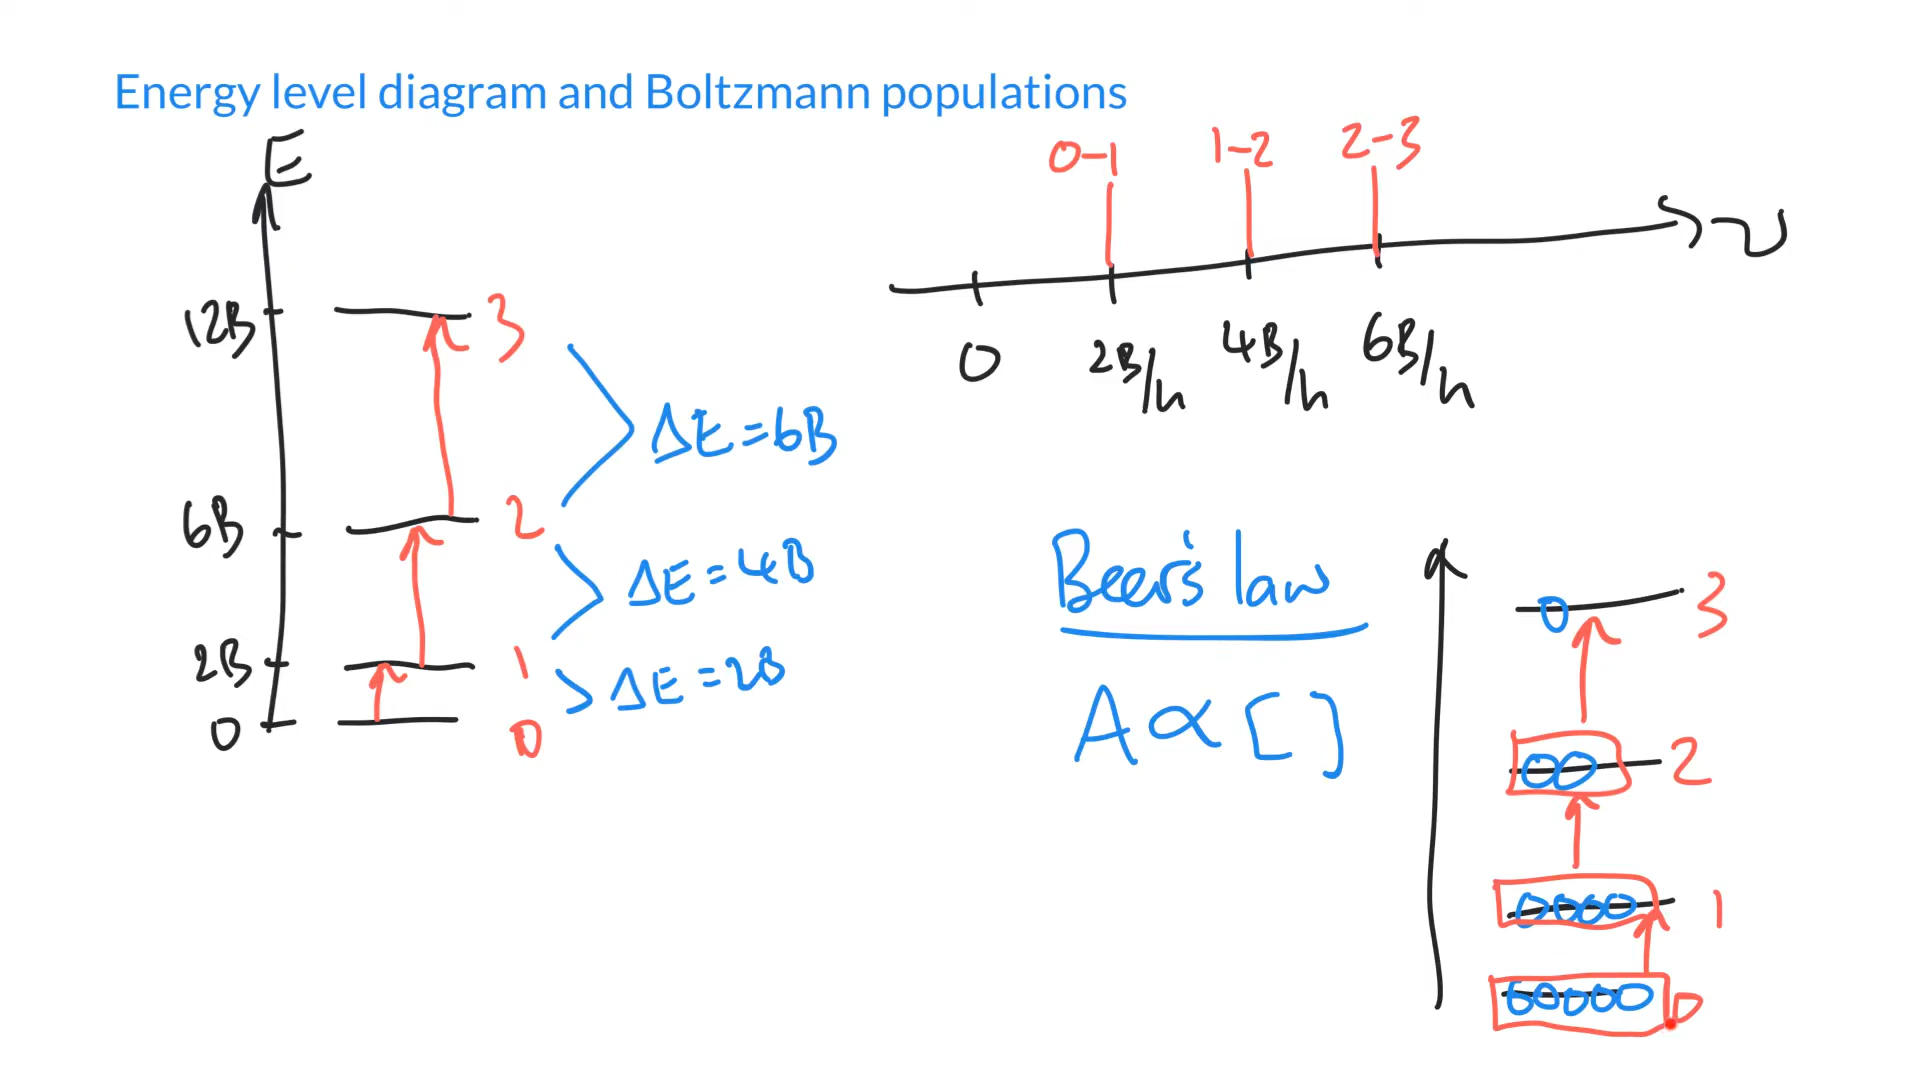 Energy level diagram and Boltzmann populations
E
12B
6B
2B
0
3
2
1
0
ΔE=6B
ΔE=4B
ΔE=2B
0-1
1-2
2-3
ν
0
2B/h
4B/h
6B/h
Beer's law
A∝[ ]
3
2
1
0